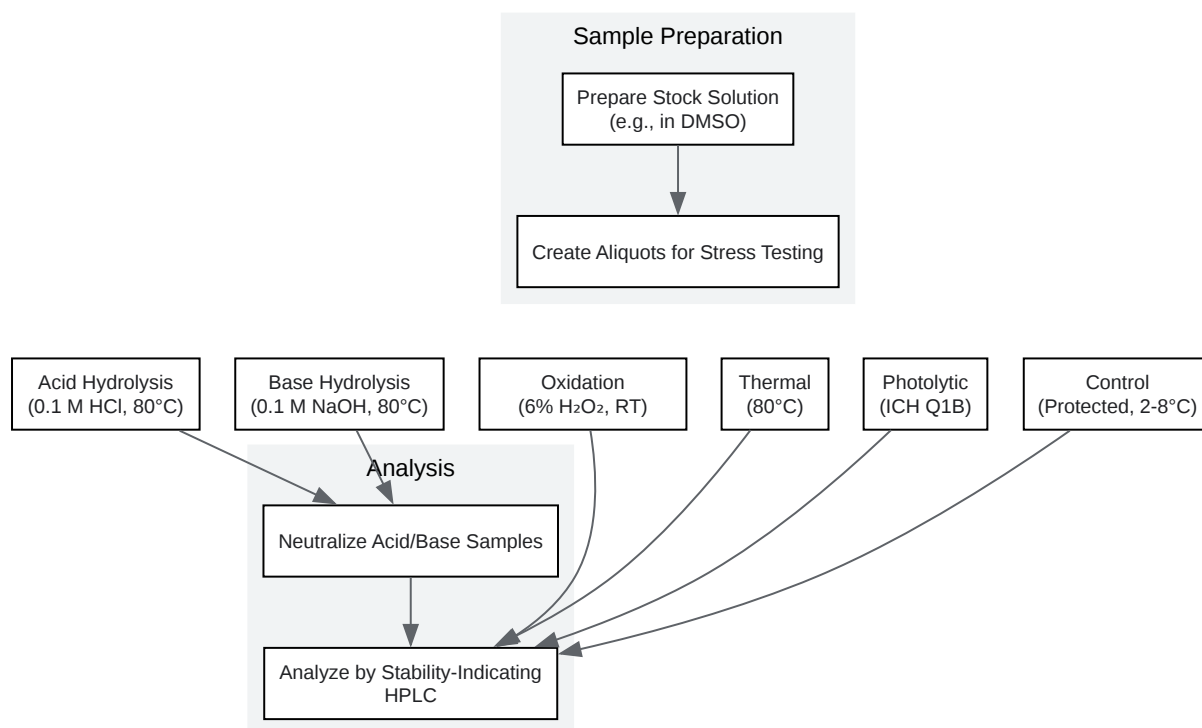 Sample Preparation
Prepare Stock Solution
(e.g., in DMSO)
Create Aliquots for Stress Testing
Acid Hydrolysis
(0.1 M HCl, 80°C)
Base Hydrolysis
(0.1 M NaOH, 80°C)
Oxidation
(6% H₂O₂, RT)
Thermal
(80°C)
Photolytic
(ICH Q1B)
Control
(Protected, 2-8°C)
Analysis
Neutralize Acid/Base Samples
Analyze by Stability-Indicating
HPLC